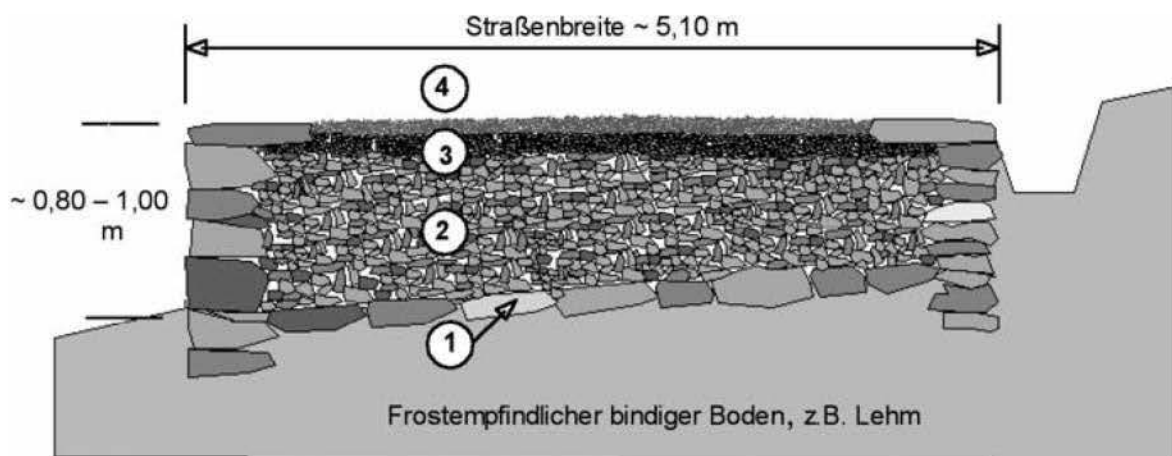 Straßenbreite ~ 5,10 m
4
3
~ 0,80 – 1,00
m
2
1
Frostempfindlicher bindiger Boden, z.B. Lehm